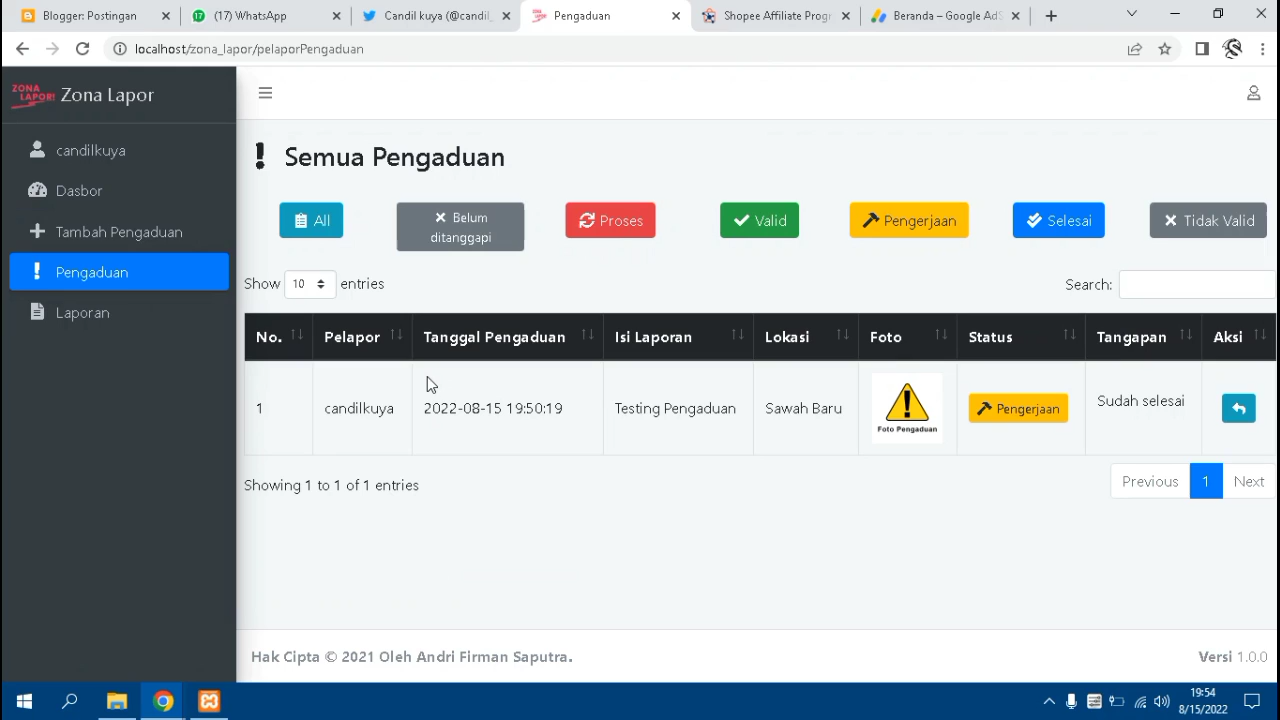 Blogger: Postingan
(17) WhatsApp
Candil kuya (@candil_
Pengaduan
Shopee Affiliate Progr
Beranda – Google AdS
localhost/zona_lapor/pelaporPengaduan
ZONA LAPOR!
Zona Lapor
candilkuya
Dasbor
Tambah Pengaduan
Pengaduan
Laporan
Semua Pengaduan
All
Belum ditanggapi
Proses
Valid
Pengerjaan
Selesai
Tidak Valid
Show 10 entries
Search:
No. Pelapor Tanggal Pengaduan Isi Laporan Lokasi Foto Status Tangapan Aksi
1 candilkuya 2022-08-15 19:50:19 Testing Pengaduan Sawah Baru Foto Pengaduan Pengerjaan Sudah selesai
Showing 1 to 1 of 1 entries
Previous 1 Next
Hak Cipta © 2021 Oleh Andri Firman Saputra.
Versi 1.0.0
19:54
8/15/2022